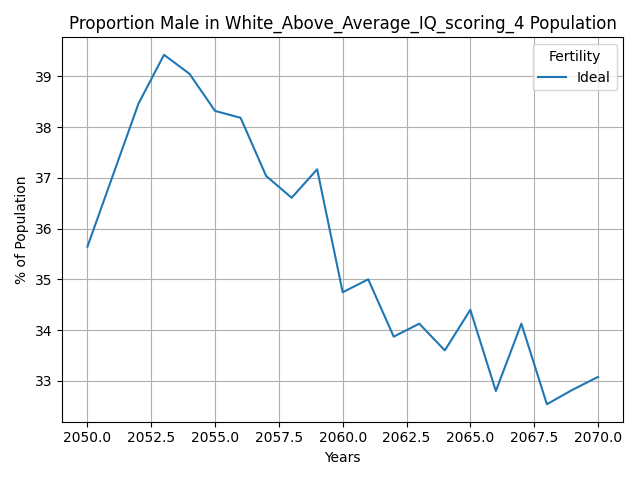 Proportion Male in White_Above_Average_IQ_scoring_4 Population
Fertility
Ideal
39
38
37
36
35
34
33
% of Population
2050.0 2052.5 2055.0 2057.5 2060.0 2062.5 2065.0 2067.5 2070.0
Years